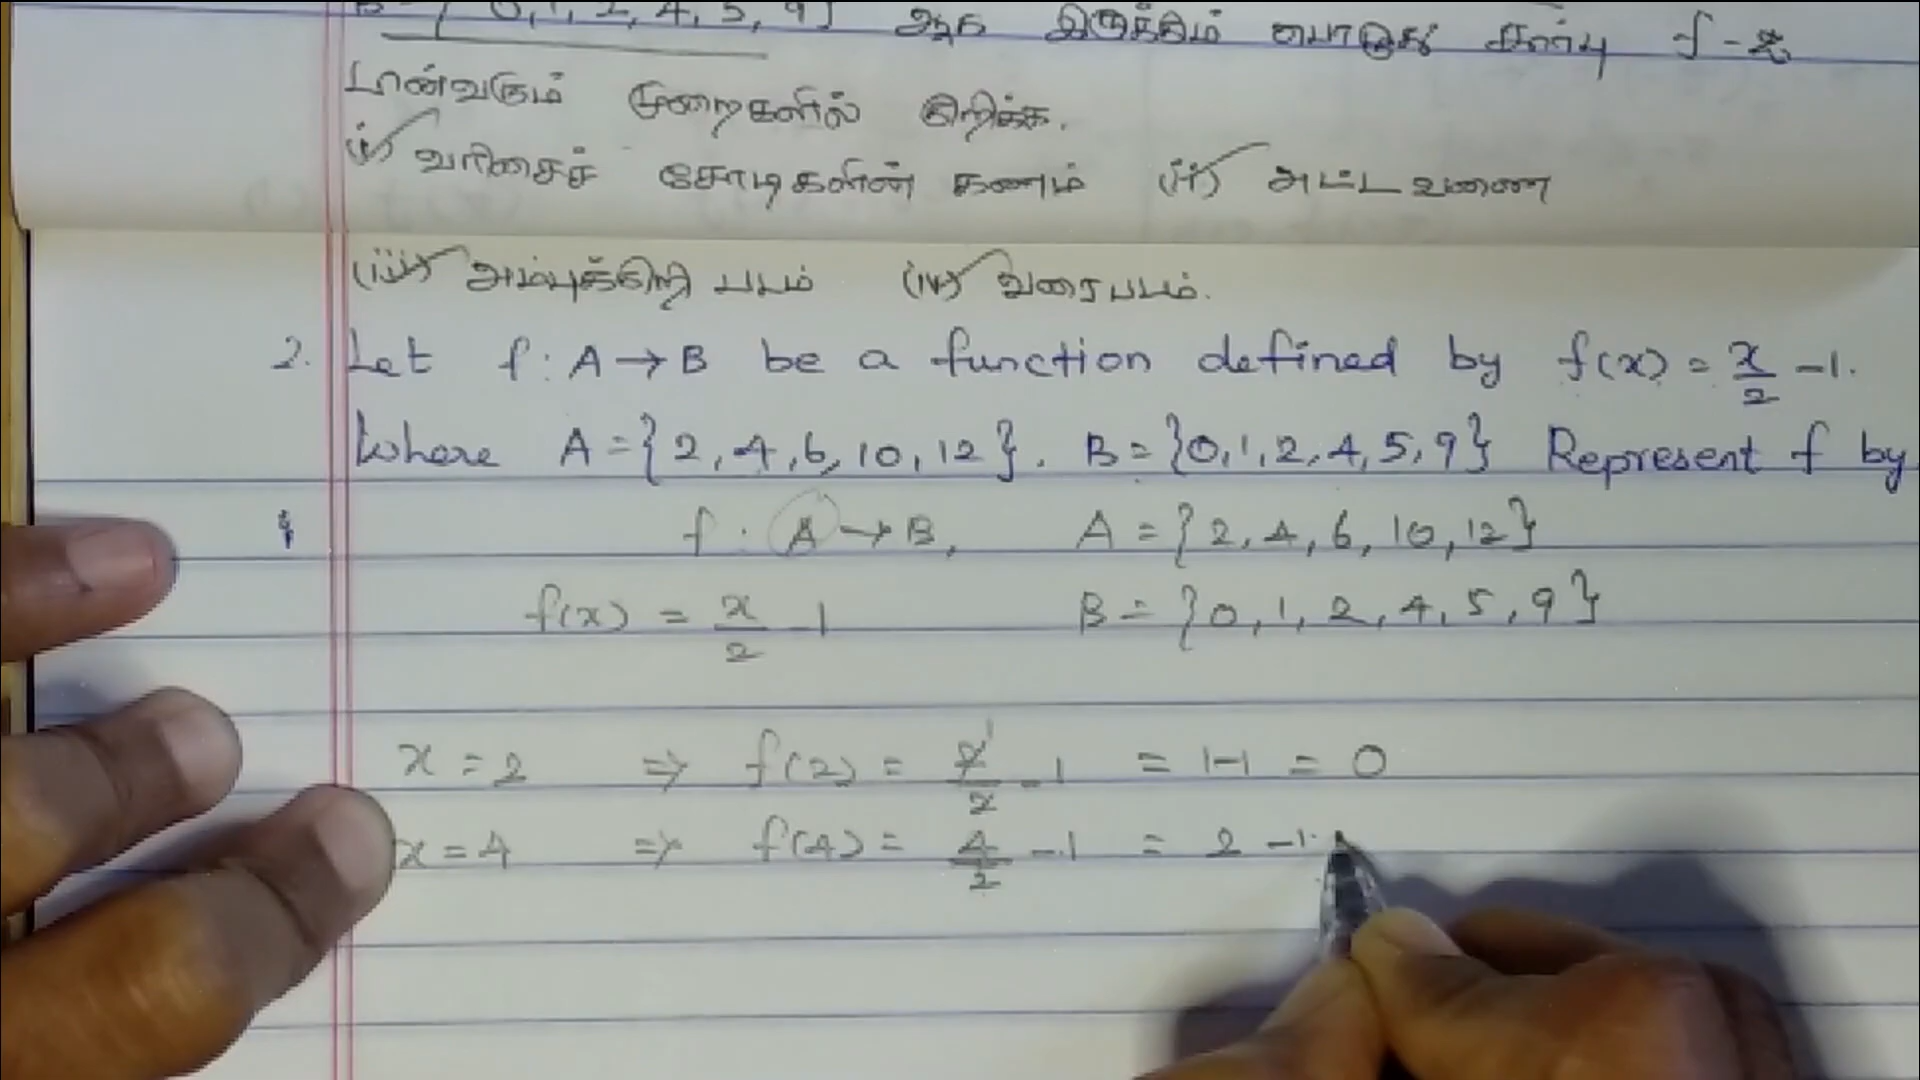 B = { 0, 1, 2, 4, 5, 9} ஆக இருக்கும் பொழுது சார்பு f - ஐ
பின்வரும் முறைகளில் குறிக்க.
(i) வரிசைச் சோடிகளின் கணம் (ii) அட்டவணை
(iii) அம்புக்குறி படம் (iv) வரைபடம்.
2. Let f : A → B be a function defined by f(x) = x/2 - 1.
Where A = {2, 4, 6, 10, 12}. B = {0, 1, 2, 4, 5, 9} Represent f by
f : A → B, A = {2, 4, 6, 10, 12}
f(x) = x/2 - 1 B = {0, 1, 2, 4, 5, 9}
x = 2 ⇒ f(2) = 2/2 - 1 = 1-1 = 0
x = 4 ⇒ f(4) = 4/2 - 1 = 2 - 1